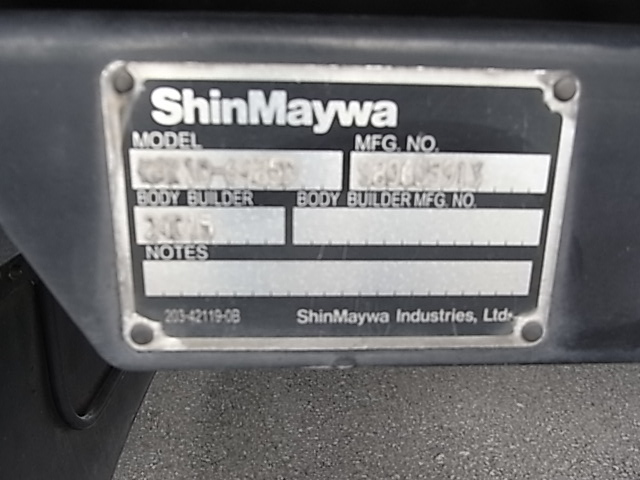 ShinMaywa
MODEL MFG. NO.
BODY BUILDER BODY BUILDER MFG. NO.
NOTES
203-42119-0B ShinMaywa Industries, Ltd.